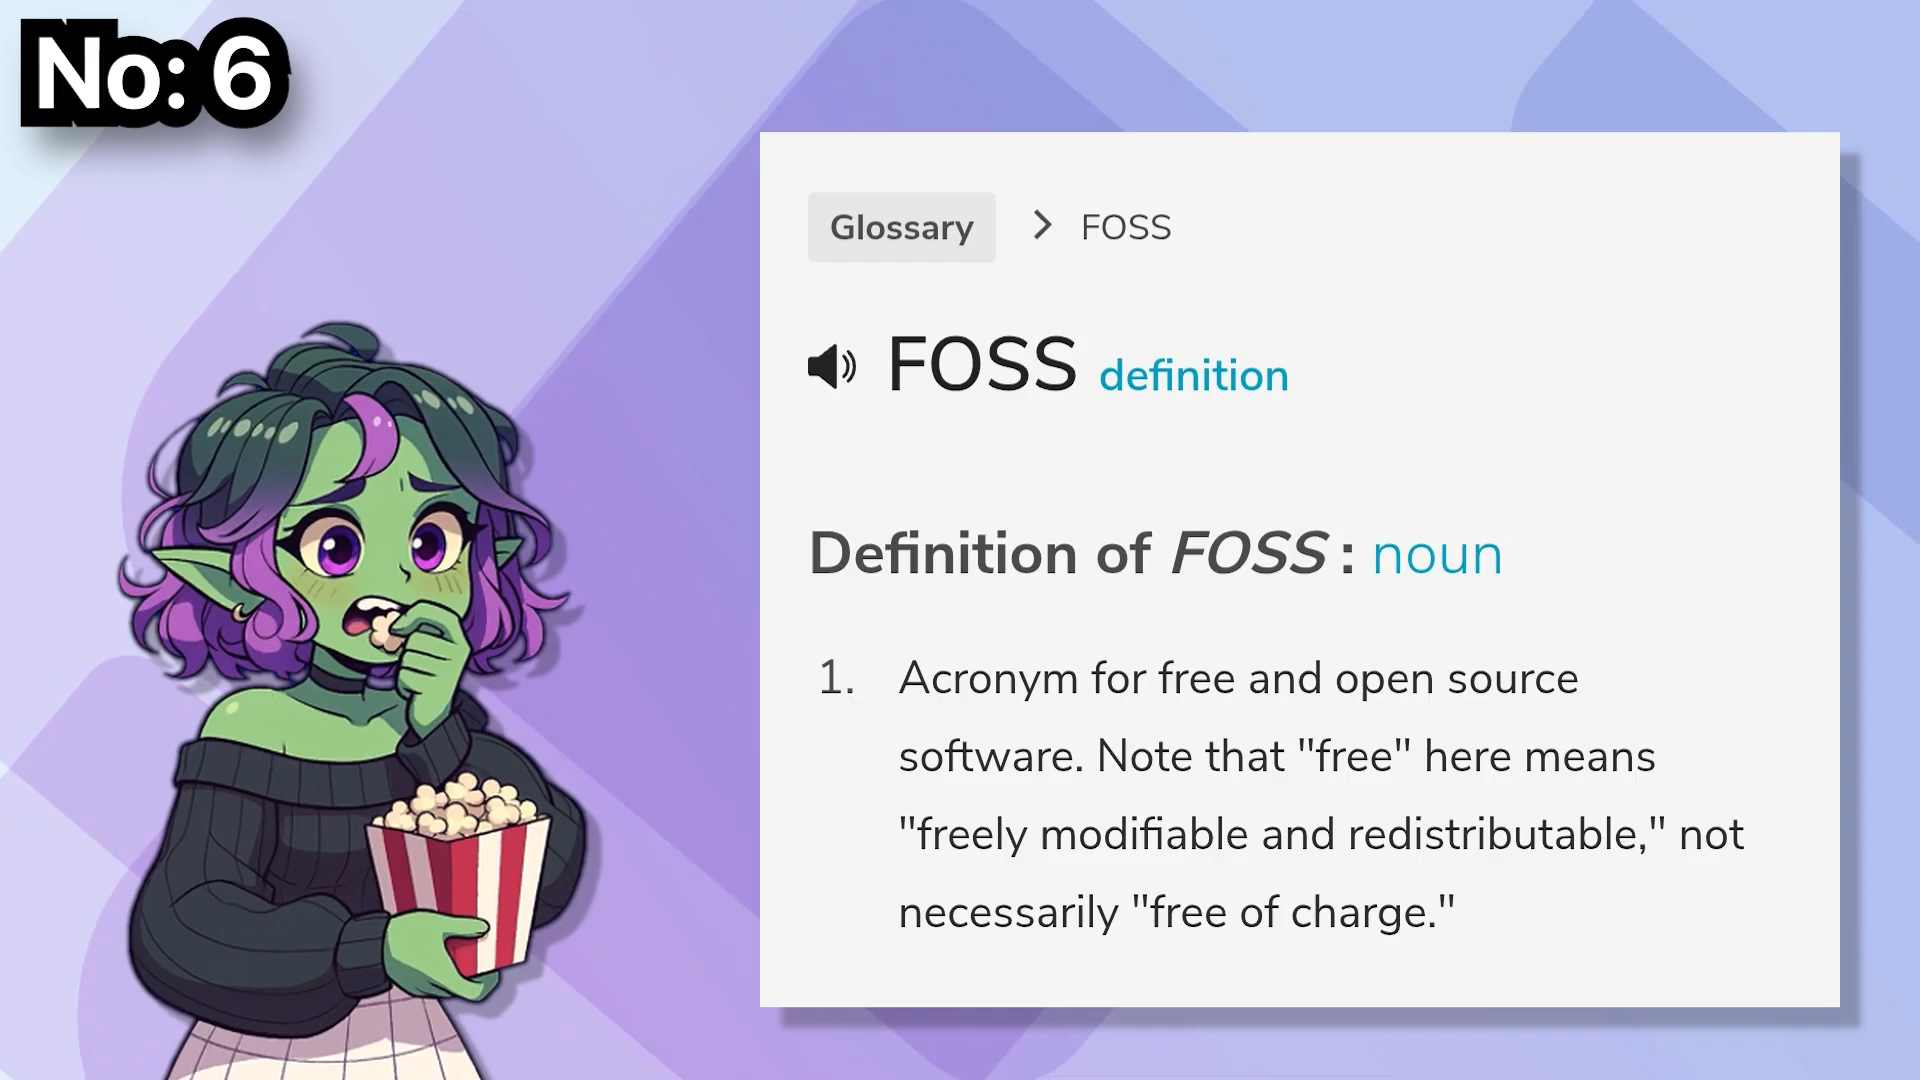 No: 6
Glossary > FOSS
FOSS definition
Definition of FOSS : noun
1. Acronym for free and open source
software. Note that "free" here means
"freely modifiable and redistributable," not
necessarily "free of charge."